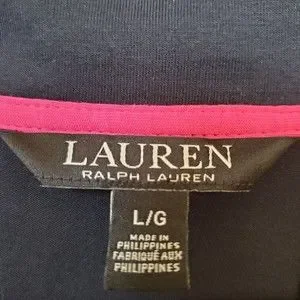 LAUREN
RALPH LAUREN
L/G
MADE IN
PHILIPPINES
FABRIQUÉ AUX
PHILIPPINES